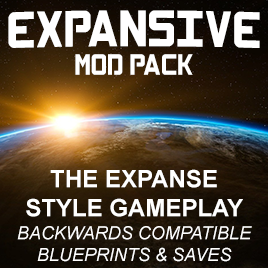 EXPANSIVE
MOD PACK
THE EXPANSE
STYLE GAMEPLAY
BACKWARDS COMPATIBLE
BLUEPRINTS & SAVES